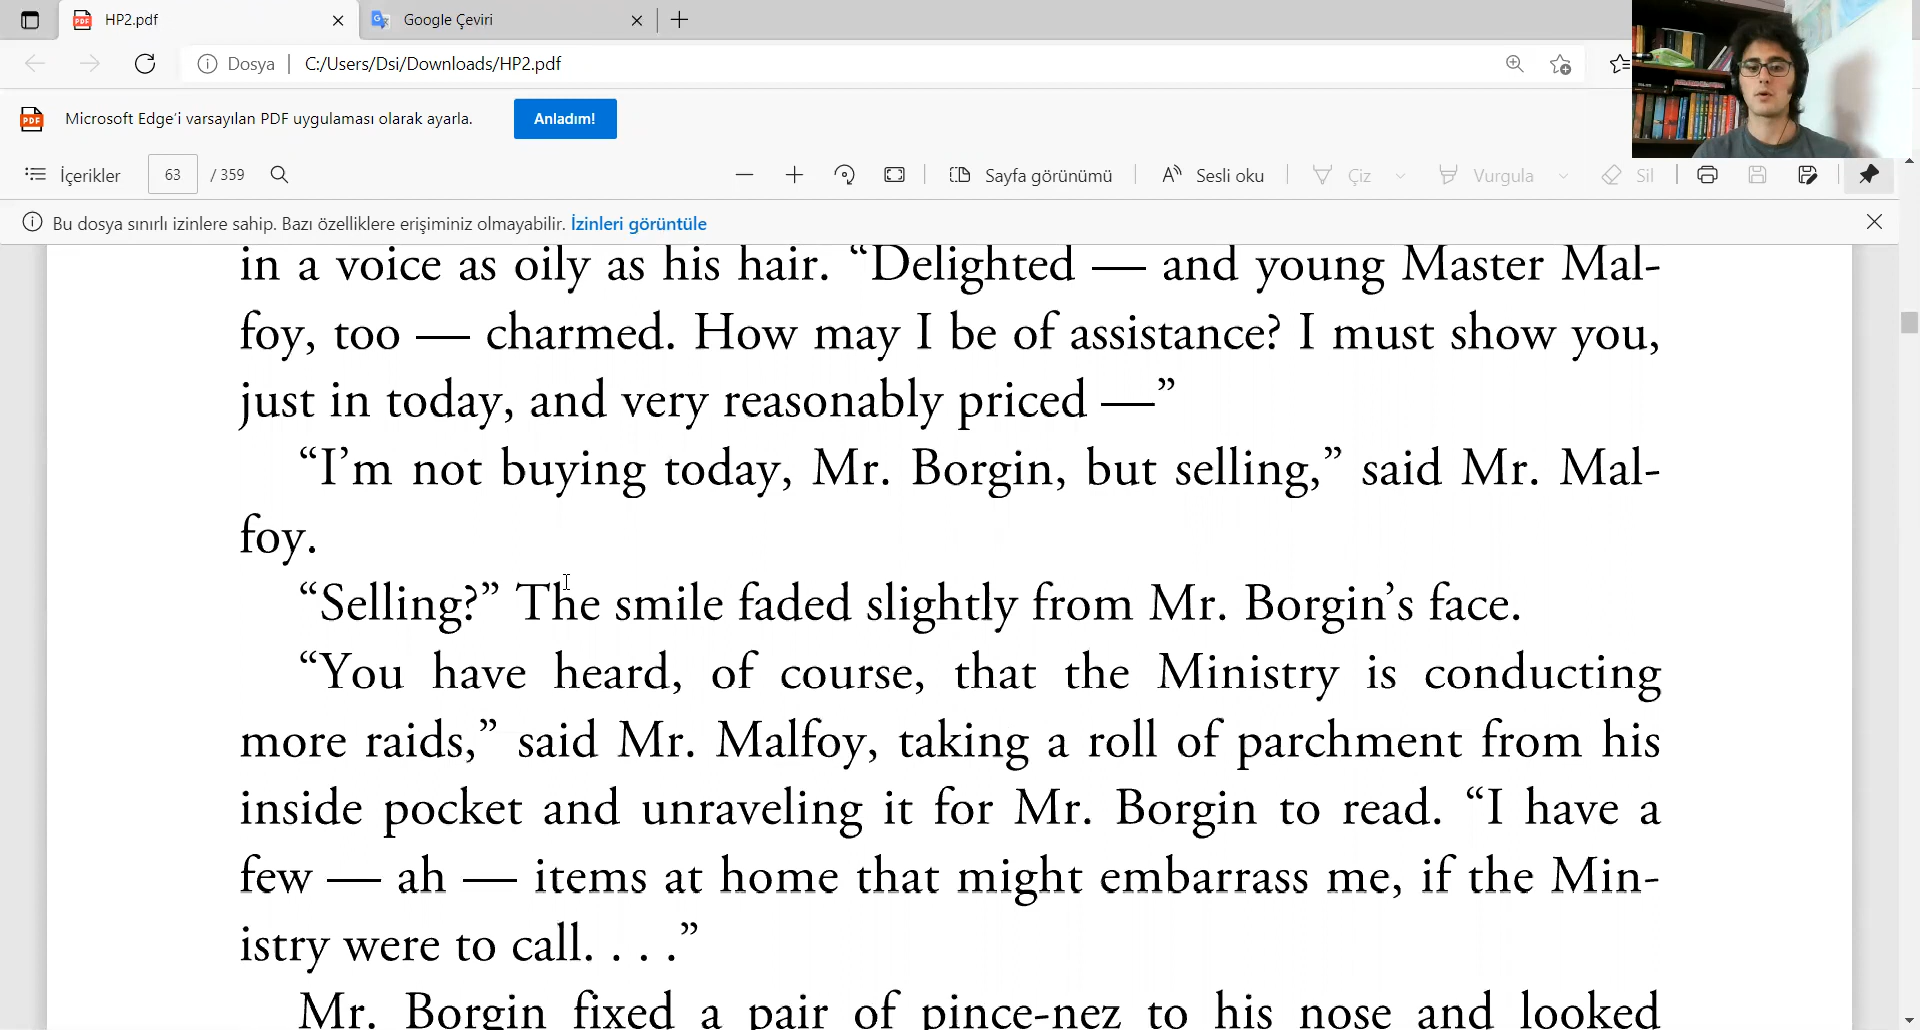 HP2.pdf
Google Çeviri
Dosya
C:/Users/Dsi/Downloads/HP2.pdf
Microsoft Edge'i varsayılan PDF uygulaması olarak ayarla.
Anladım!
İçerikler
63
/ 359
Sayfa görünümü
Sesli oku
Çiz
Vurgula
Sil
Bu dosya sınırlı izinlere sahip. Bazı özelliklere erişiminiz olmayabilir. İzinleri görüntüle
in a voice as oily as his hair. “Delighted — and young Master Mal-
foy, too — charmed. How may I be of assistance? I must show you,
just in today, and very reasonably priced —”
“I’m not buying today, Mr. Borgin, but selling,” said Mr. Mal-
foy.
“Selling?” The smile faded slightly from Mr. Borgin’s face.
“You have heard, of course, that the Ministry is conducting
more raids,” said Mr. Malfoy, taking a roll of parchment from his
inside pocket and unraveling it for Mr. Borgin to read. “I have a
few — ah — items at home that might embarrass me, if the Min-
istry were to call. . . .”
Mr. Borgin fixed a pair of pince-nez to his nose and looked